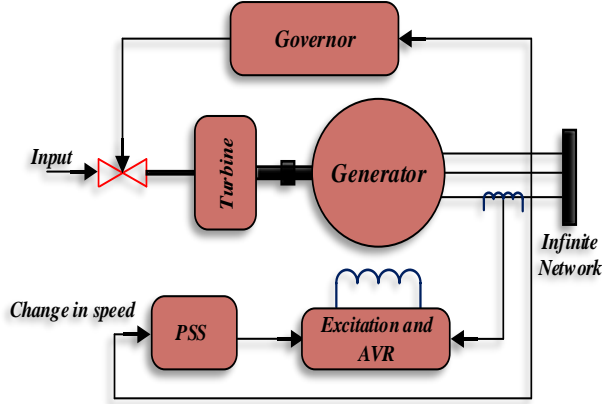 Governor
Input
Turbine
Generator
Infinite
Network
Change in speed
PSS
Excitation and
AVR